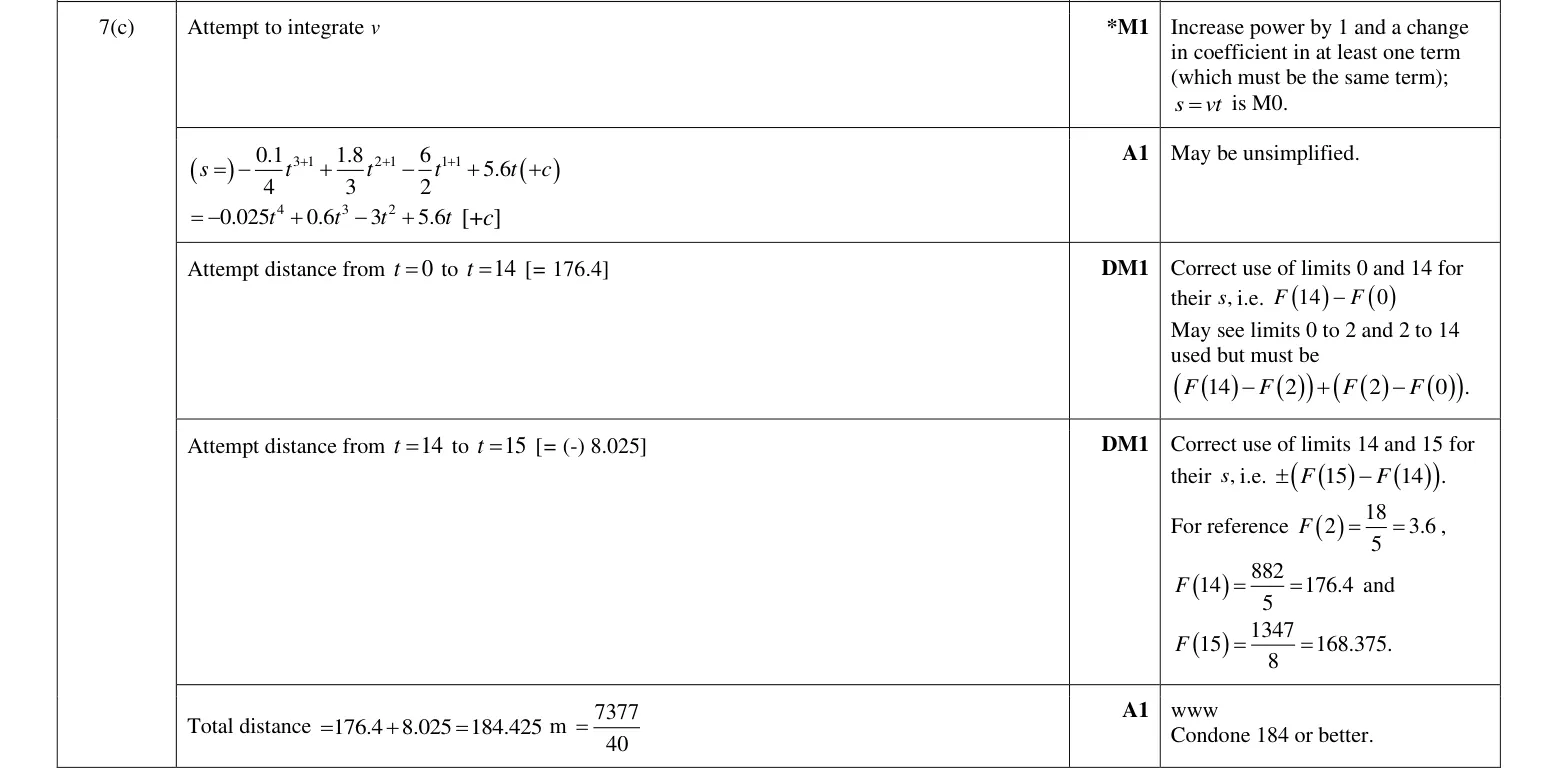 7(c)
Attempt to integrate v
*M1
Increase power by 1 and a change
in coefficient in at least one term
(which must be the same term);
s = vt is M0.
(s =) − 0.1/4 t^(3+1) + 1.8/3 t^(2+1) − 6/2 t^(1+1) + 5.6t (+c)
= −0.025t^4 + 0.6t^3 − 3t^2 + 5.6t [+c]
A1
May be unsimplified.
Attempt distance from t = 0 to t = 14 [= 176.4]
DM1
Correct use of limits 0 and 14 for
their s, i.e. F(14) − F(0)
May see limits 0 to 2 and 2 to 14
used but must be
(F(14) − F(2)) + (F(2) − F(0)).
Attempt distance from t = 14 to t = 15 [= (-) 8.025]
DM1
Correct use of limits 14 and 15 for
their s, i.e. ±(F(15) − F(14)).
For reference F(2) = 18/5 = 3.6 ,
F(14) = 882/5 = 176.4 and
F(15) = 1347/8 = 168.375.
Total distance = 176.4 + 8.025 = 184.425 m = 7377/40
A1
www
Condone 184 or better.